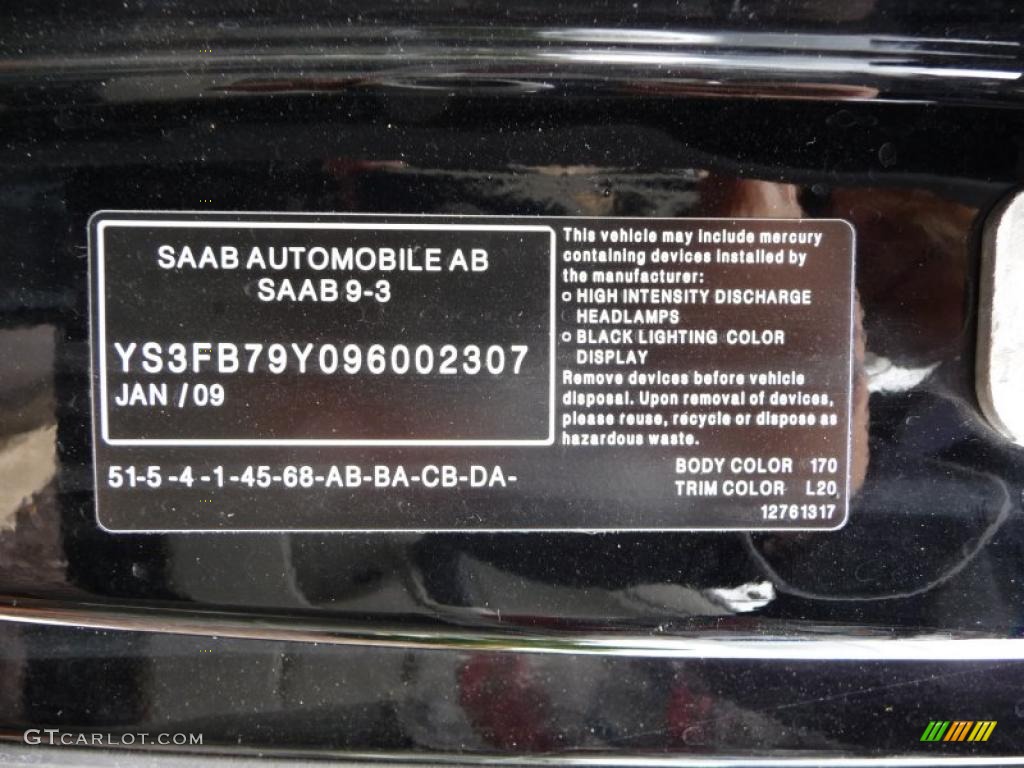 SAAB AUTOMOBILE AB
SAAB 9-3
YS3FB79Y096002307
JAN / 09
51-5 -4 -1-45-68-AB-BA-CB-DA-
This vehicle may include mercury
containing devices installed by
the manufacturer:
o HIGH INTENSITY DISCHARGE
HEADLAMPS
o BLACK LIGHTING COLOR
DISPLAY
Remove devices before vehicle
disposal. Upon removal of devices,
please reuse, recycle or dispose as
hazardous waste.
BODY COLOR 170
TRIM COLOR L20
12761317
GTCARLOT.COM